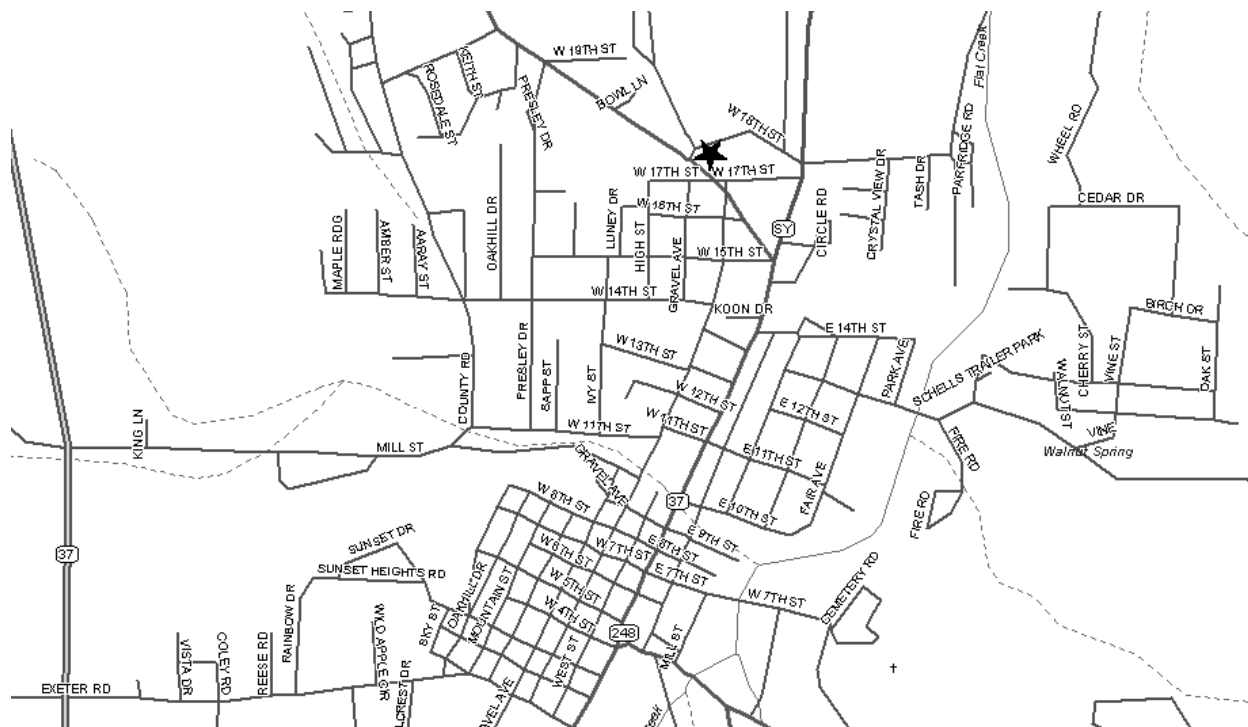 W 19TH ST
KEITH ST
ROSEDALE ST
PRESLEY DR
BOWL LN
W 18TH ST
Flat Creek
PARFRIDGE RD
WHEEL RD
W 17TH ST
W 17TH ST
TASH DR
CRYSTAL VIEW DR
CEDAR DR
W 16TH ST
LUNEY DR
HIGH ST
GRAVEL AVE
CIRCLE RD
SY
MAPLE RDG
AMBER ST
AARAY ST
OAKHILL DR
W 15TH ST
W 14TH ST
KOON DR
BIRCH DR
E 14TH ST
PARK AVE
SCHELLS TRAILER PARK
WALNUT ST
CHERRY ST
VINE ST
OAK ST
W 13TH ST
COUNTY RD
PRESLEY DR
SAPP ST
IVY ST
W 12TH ST
E 12TH ST
KING LN
MILL ST
W 11TH ST
W 11TH ST
E 11TH ST
FAIR AVE
FIRE RD
VINE
Walnut Spring
GRAVEL AVE
37
E 10TH ST
FIRE RD
W 8TH ST
E 9TH ST
E 8TH ST
37
SUNSET DR
SUNSET HEIGHTS RD
W 6TH ST
W 7TH ST
E 7TH ST
W 7TH ST
CEMETERY RD
OAKHILL DR
MOUNTAIN ST
W 5TH ST
W 4TH ST
248
SKY ST
WEST ST
MILL ST
RAINBOW DR
VISTA DR
COLEY RD
REESE RD
EXETER RD
LCREST DR
VEL AVE
reek